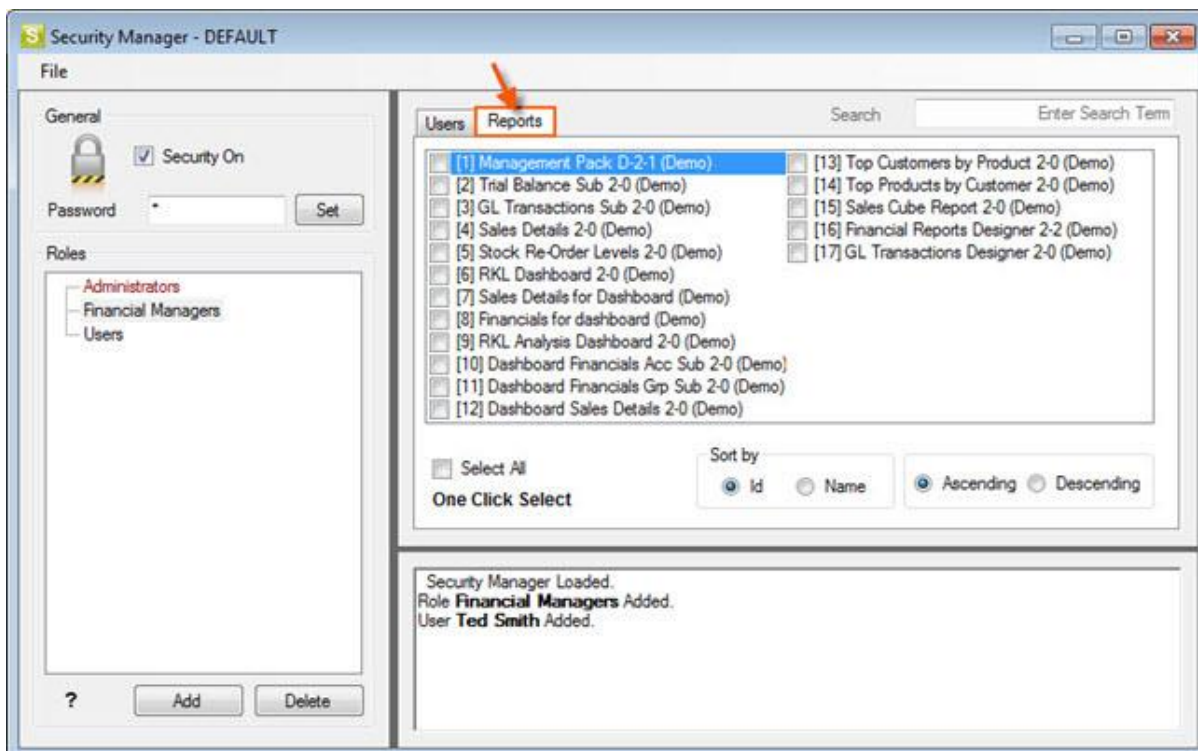 Security Manager - DEFAULT
File
General
Security On
Password * Set
Roles
Administrators
Financial Managers
Users
? Add Delete
Users Reports Search Enter Search Term
[1] Management Pack D-2-1 (Demo)
[2] Trial Balance Sub 2-0 (Demo)
[3] GL Transactions Sub 2-0 (Demo)
[4] Sales Details 2-0 (Demo)
[5] Stock Re-Order Levels 2-0 (Demo)
[6] RKL Dashboard 2-0 (Demo)
[7] Sales Details for Dashboard (Demo)
[8] Financials for dashboard (Demo)
[9] RKL Analysis Dashboard 2-0 (Demo)
[10] Dashboard Financials Acc Sub 2-0 (Demo)
[11] Dashboard Financials Grp Sub 2-0 (Demo)
[12] Dashboard Sales Details 2-0 (Demo)
[13] Top Customers by Product 2-0 (Demo)
[14] Top Products by Customer 2-0 (Demo)
[15] Sales Cube Report 2-0 (Demo)
[16] Financial Reports Designer 2-2 (Demo)
[17] GL Transactions Designer 2-0 (Demo)
Select All
One Click Select
Sort by
Id Name
Ascending Descending
Security Manager Loaded.
Role Financial Managers Added.
User Ted Smith Added.